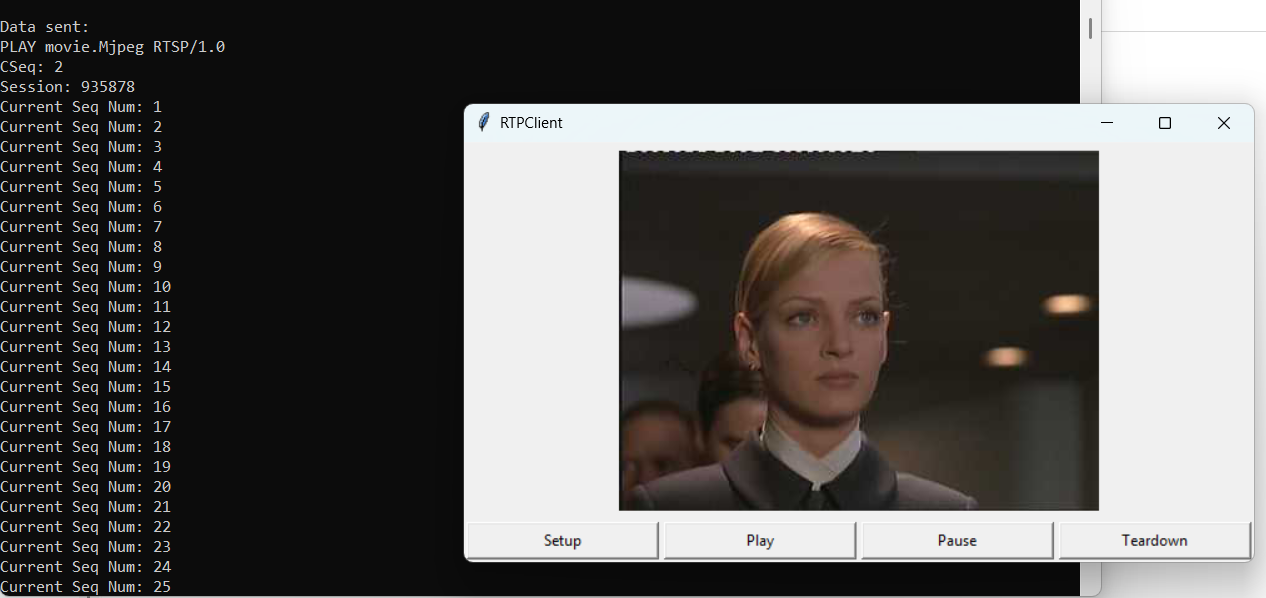 Data sent:
PLAY movie.Mjpeg RTSP/1.0
CSeq: 2
Session: 935878
Current Seq Num: 1
Current Seq Num: 2
Current Seq Num: 3
Current Seq Num: 4
Current Seq Num: 5
Current Seq Num: 6
Current Seq Num: 7
Current Seq Num: 8
Current Seq Num: 9
Current Seq Num: 10
Current Seq Num: 11
Current Seq Num: 12
Current Seq Num: 13
Current Seq Num: 14
Current Seq Num: 15
Current Seq Num: 16
Current Seq Num: 17
Current Seq Num: 18
Current Seq Num: 19
Current Seq Num: 20
Current Seq Num: 21
Current Seq Num: 22
Current Seq Num: 23
Current Seq Num: 24
Current Seq Num: 25
RTPClient
Setup
Play
Pause
Teardown